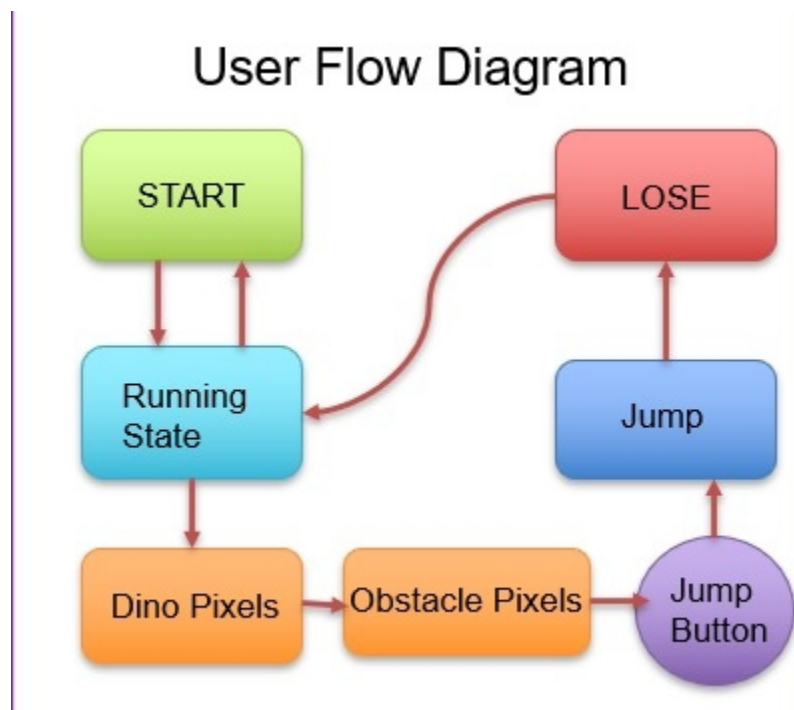 User Flow Diagram
START
LOSE
Running
State
Jump
Dino Pixels
Obstacle Pixels
Jump
Button